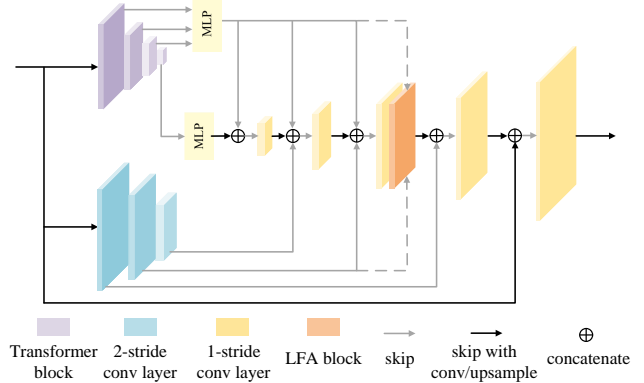 MLP
MLP
Transformer
block
2-stride
conv layer
1-stride
conv layer
LFA block
skip
skip with
conv/upsample
concatenate